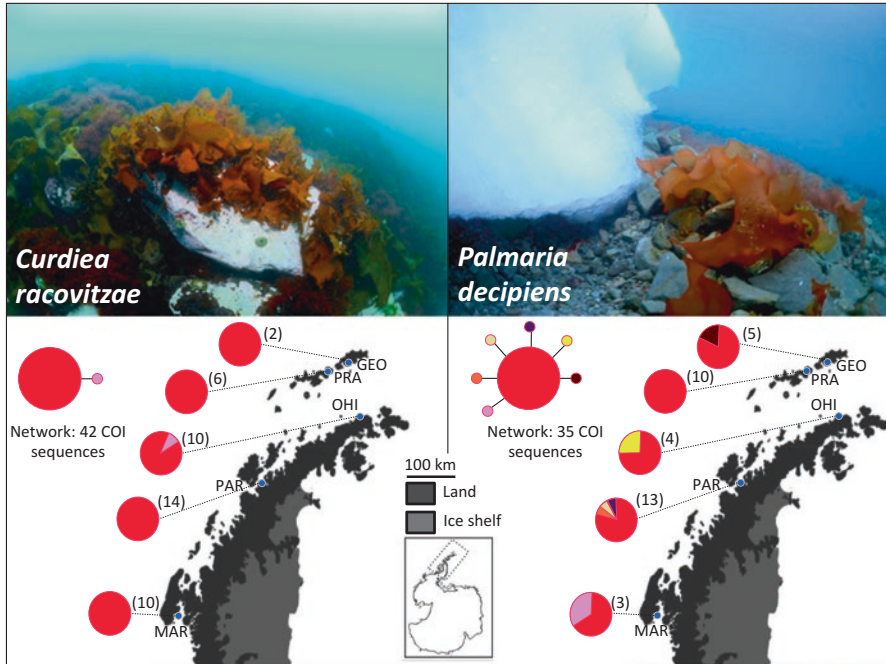 Curdiea
racovitzae
Palmaria
decipiens
(2)
GEO
(6)
PRA
OHI
Network: 42 COI
sequences
(10)
PAR
(14)
(10)
MAR
100 km
Land
Ice shelf
(5)
GEO
(10)
PRA
OHI
Network: 35 COI
sequences
(4)
PAR
(13)
(3)
MAR